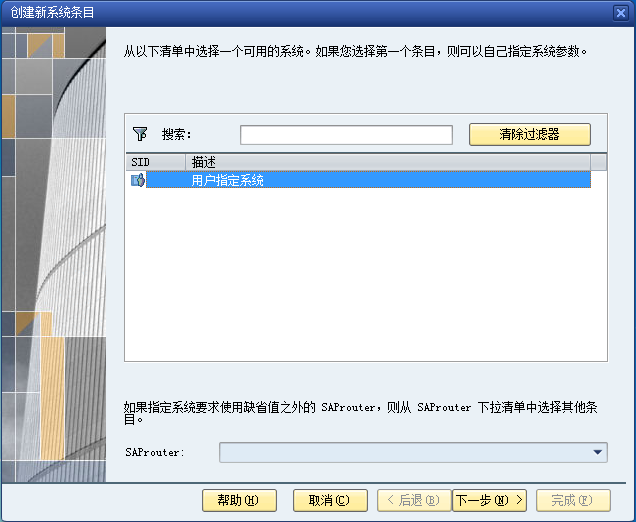 创建新系统条目
从以下清单中选择一个可用的系统。如果您选择第一个条目，则可以自己指定系统参数。
搜索：
清除过滤器
SID 描述
用户指定系统
如果指定系统要求使用缺省值之外的 SAProuter，则从 SAProuter 下拉清单中选择其他条
目。
SAProuter:
帮助(H) 取消(C) < 后退(B) 下一步(N) > 完成(F)